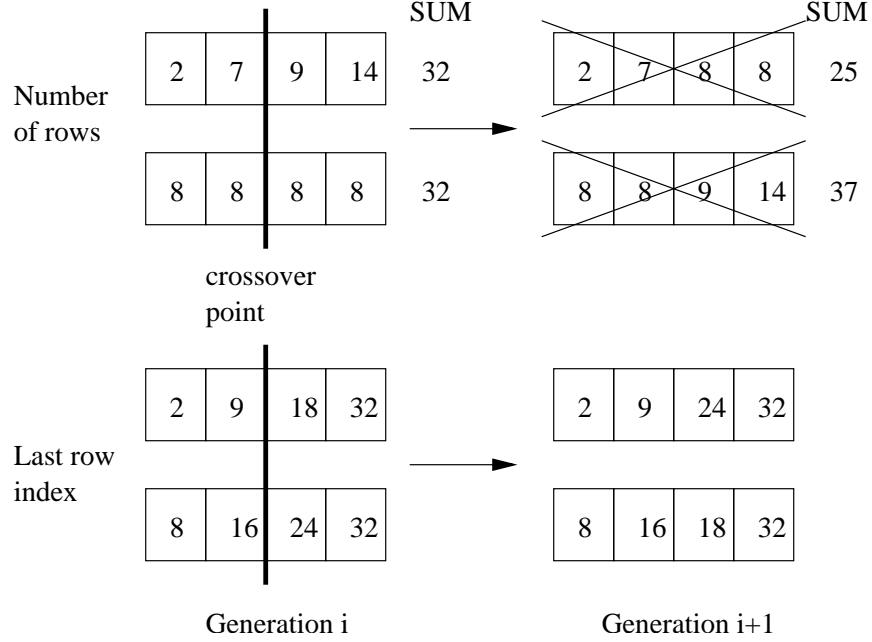 SUM SUM
2 7 9 14 32 2 7 8 8 25
Number
of rows
8 8 8 8 32 8 8 9 14 37
crossover
point
2 9 18 32 2 9 24 32
Last row
index
8 16 24 32 8 16 18 32
Generation i Generation i+1